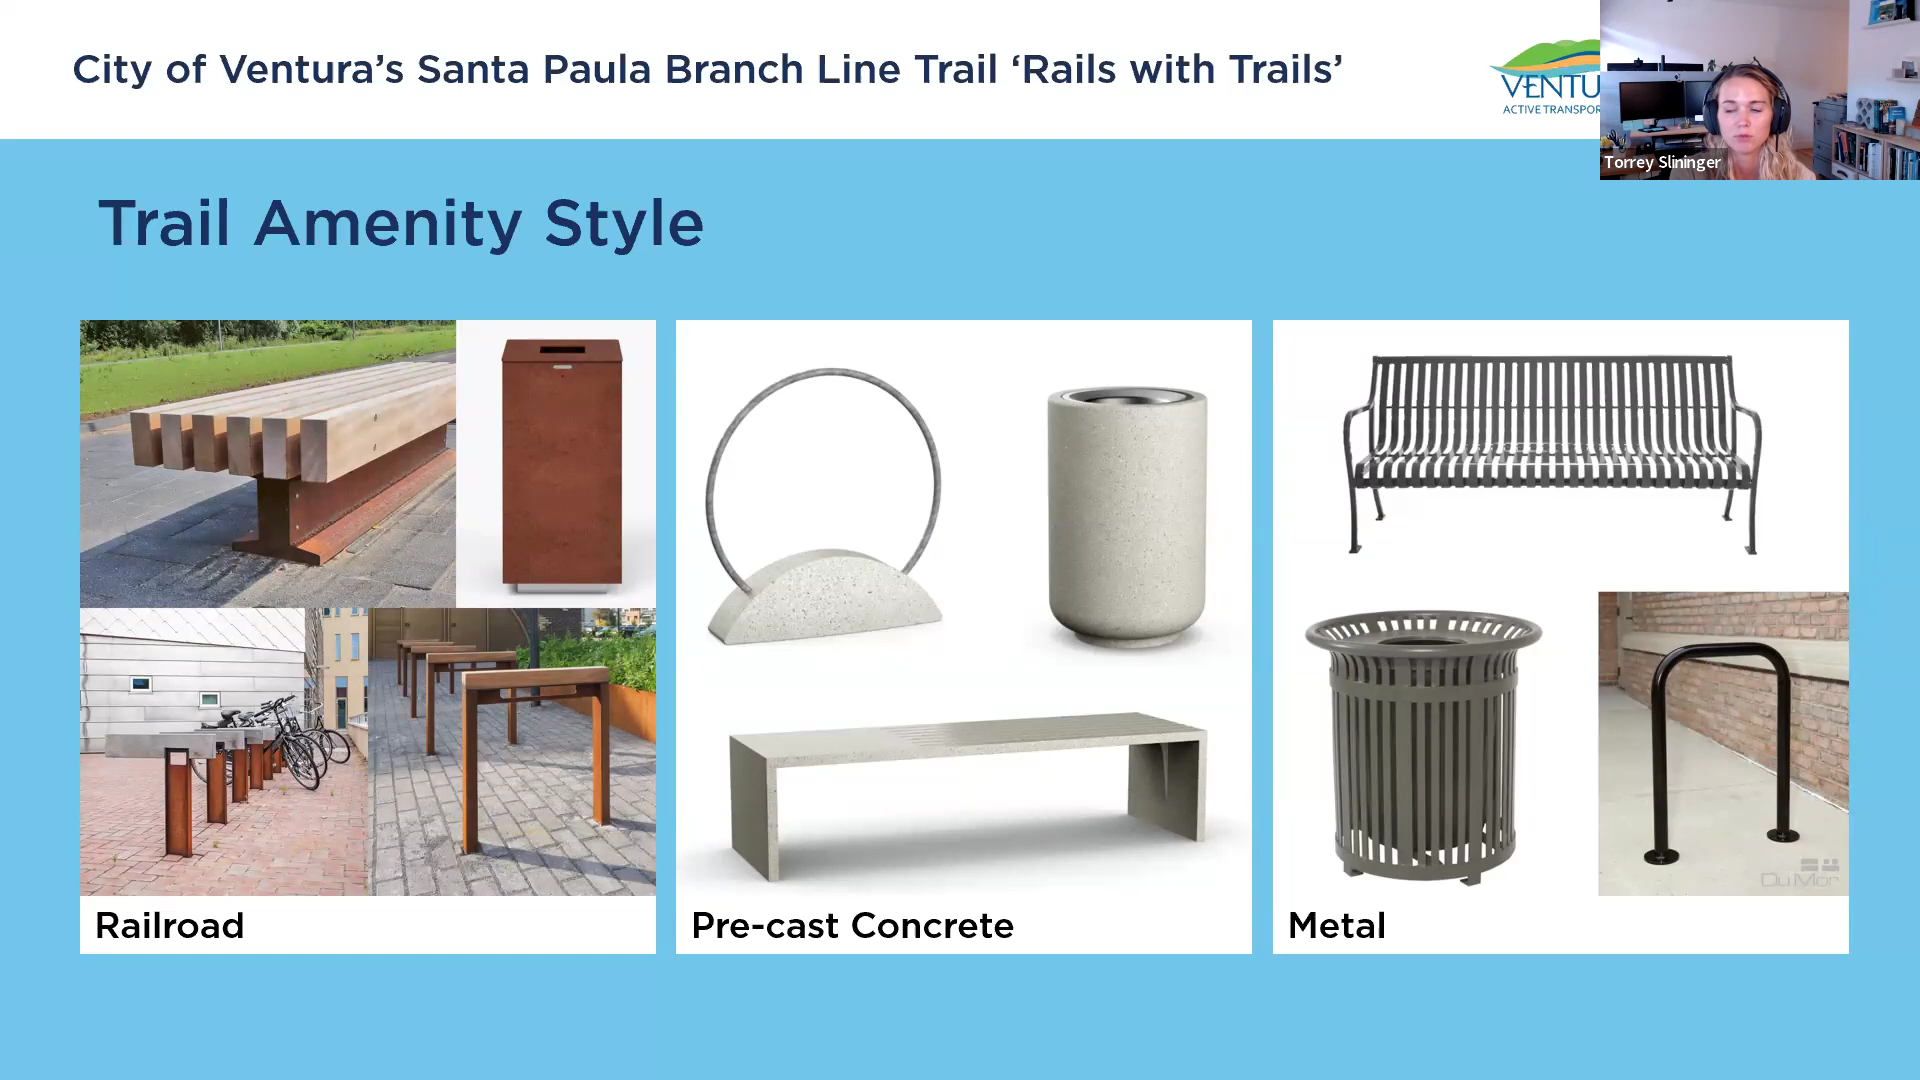 City of Ventura’s Santa Paula Branch Line Trail ‘Rails with Trails’
VENTU
ACTIVE TRANSPOR
Torrey Slininger
Trail Amenity Style
DuMor
Railroad
Pre-cast Concrete
Metal